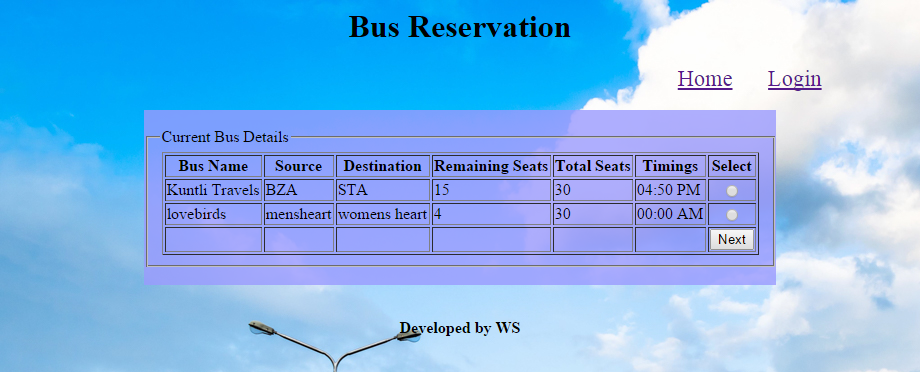 Bus Reservation
Home Login
Current Bus Details
Bus Name Source Destination Remaining Seats Total Seats Timings Select
Kuntli Travels BZA STA 15 30 04:50 PM
lovebirds mensheart womens heart 4 30 00:00 AM
Next
Developed by WS